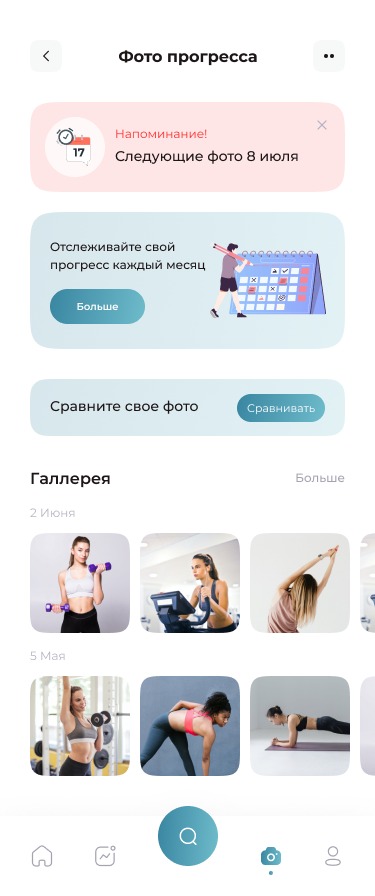 Фото прогресса
Напоминание!
17
Следующие фото 8 июля
Отслеживайте свой
прогресс каждый месяц
Больше
Сравните свое фото
Сравнивать
Галлерея
Больше
2 Июня
5 Мая